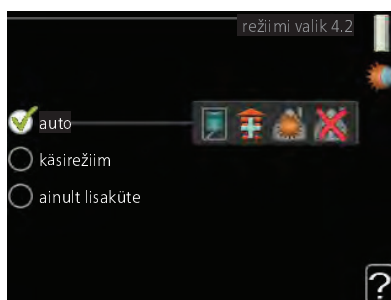 režiimi valik 4.2
auto
käsirežiim
ainult lisaküte
?